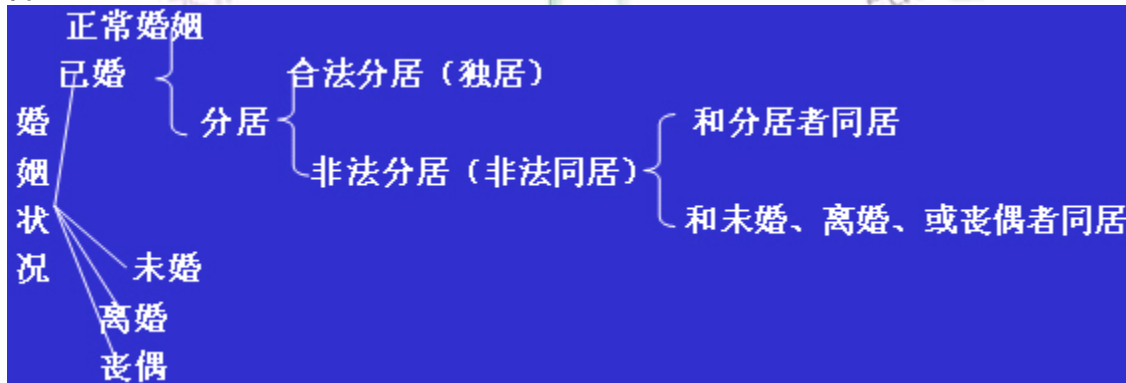 正常婚姻
已婚
合法分居（独居）
分居
和分居者同居
非法分居（非法同居）
和未婚、离婚、或丧偶者同居
婚姻状况
未婚
离婚
丧偶